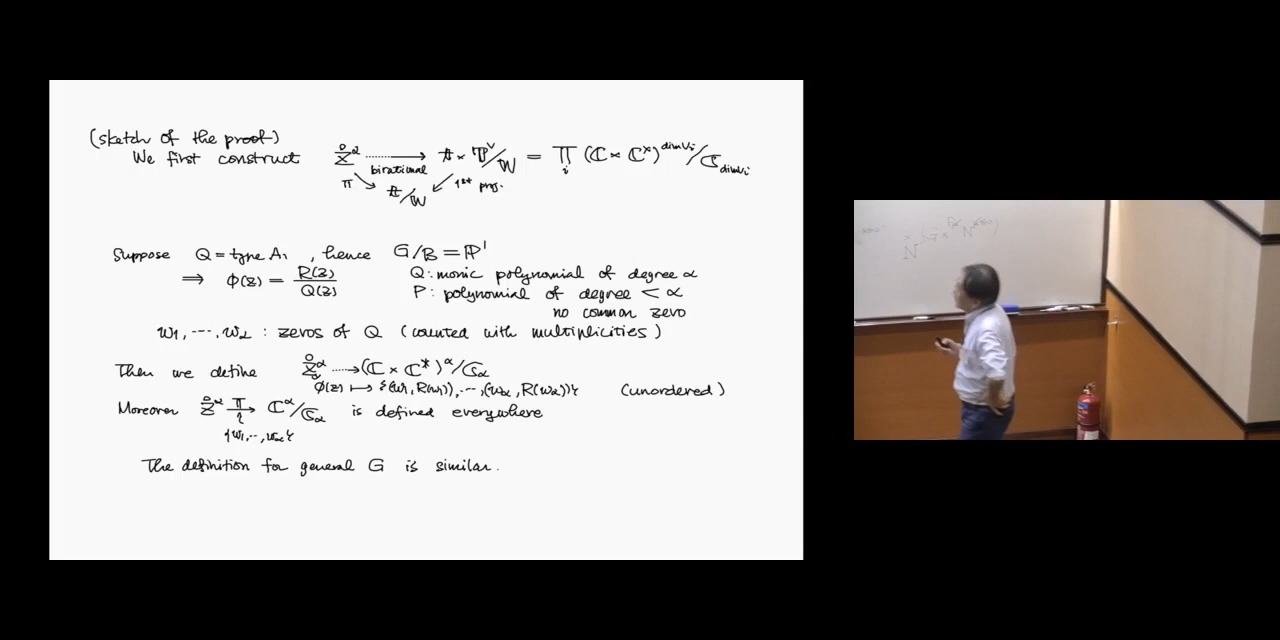 (sketch of the proof)
We first construct Z̊^α ⇢ 𝔱 × T^∨/W = ∏_i (ℂ × ℂ^×)^{dim V_i}/𝔖_{dim V_i}
birational
π 𝔱/W 1st proj.
Suppose Q = type A₁, hence G/B = ℙ¹
⟹ φ(z) = R(z)/Q(z) Q: monic polynomial of degree α
P: polynomial of degree < α
no common zero
w₁, ..., w_α : zeros of Q (counted with multiplicities)
Then we define Z̊^α ⇢ (ℂ × ℂ*)^α/𝔖_α
φ(z) ↦ {(w₁, R(w₁)), ..., (w_α, R(w_α))} (unordered)
Moreover Z̊^α →^π ℂ^α/𝔖_α is defined everywhere
{w₁, ..., w_α}
The definition for general G is similar.